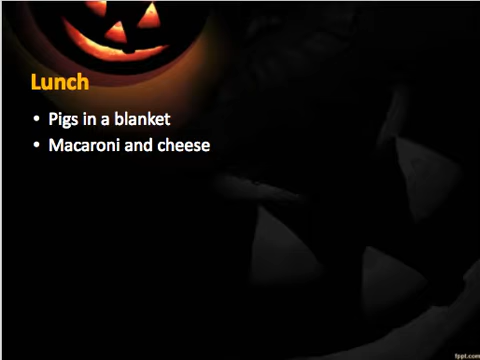 Lunch
• Pigs in a blanket
• Macaroni and cheese
fppt.com